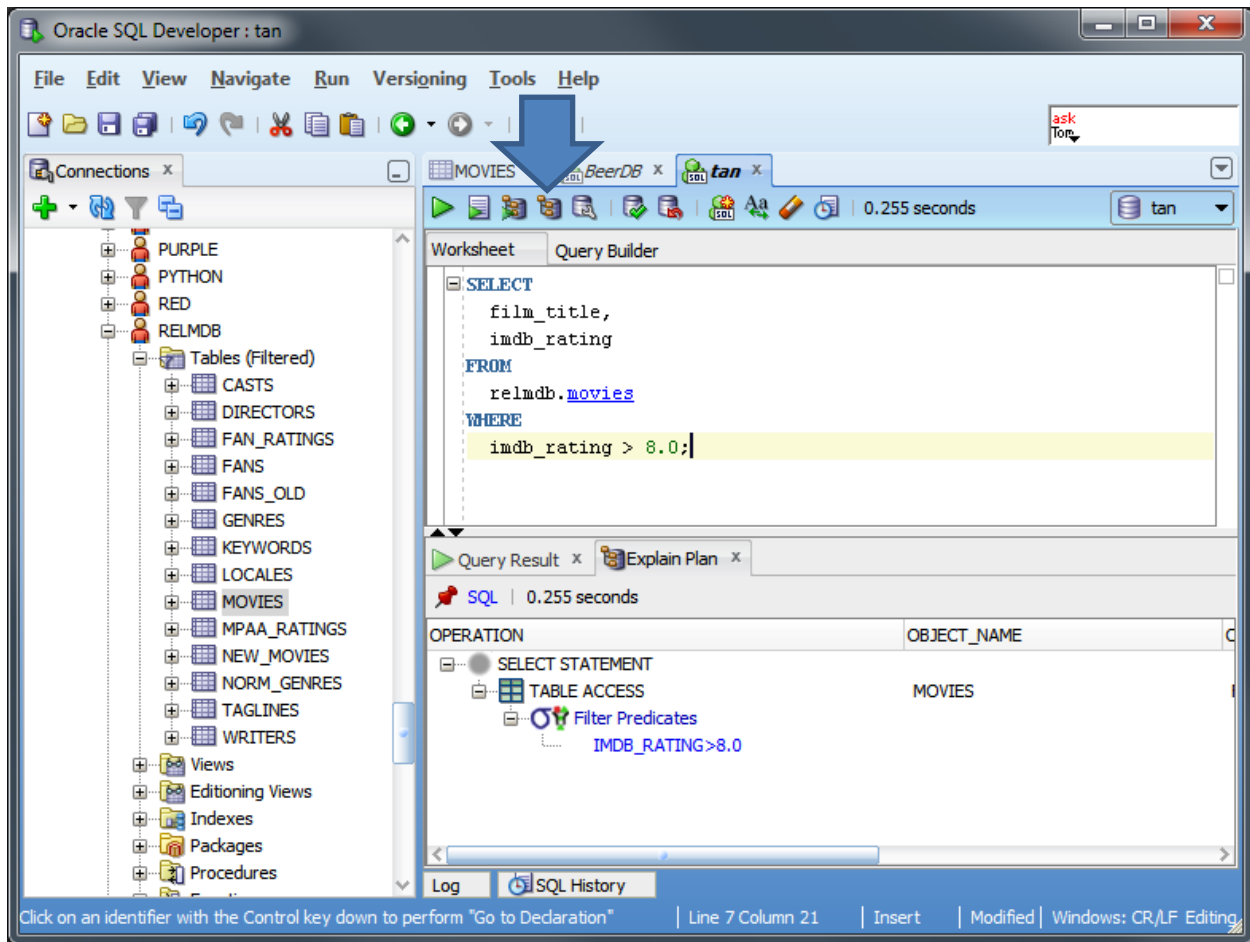 Oracle SQL Developer : tan
File Edit View Navigate Run Versioning Tools Help
ask
Tom
Connections x
MOVIES BeerDB x tan x
0.255 seconds tan
PURPLE
PYTHON
RED
RELMDB
Tables (Filtered)
CASTS
DIRECTORS
FAN_RATINGS
FANS
FANS_OLD
GENRES
KEYWORDS
LOCALES
MOVIES
MPAA_RATINGS
NEW_MOVIES
NORM_GENRES
TAGLINES
WRITERS
Views
Editioning Views
Indexes
Packages
Procedures
Worksheet Query Builder
SELECT
film_title,
imdb_rating
FROM
relmdb.movies
WHERE
imdb_rating > 8.0;
Query Result x Explain Plan x
SQL | 0.255 seconds
OPERATION OBJECT_NAME
SELECT STATEMENT
TABLE ACCESS MOVIES
Filter Predicates
IMDB_RATING>8.0
Log SQL History
Click on an identifier with the Control key down to perform "Go to Declaration" | Line 7 Column 21 | Insert | Modified | Windows: CR/LF Editing